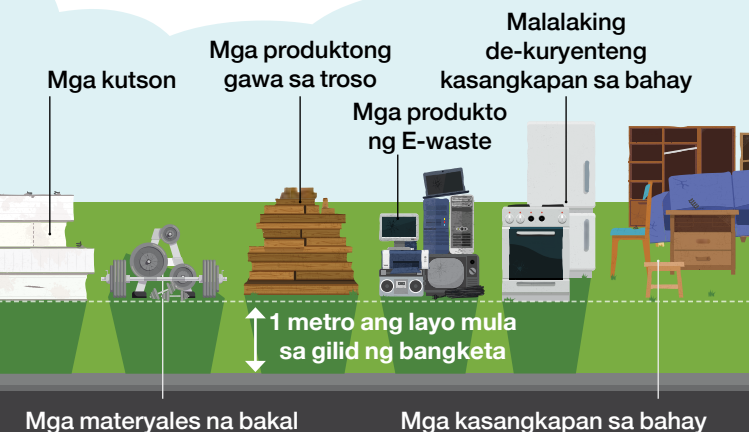 Mga kutson
Mga produktong
gawa sa troso
Mga produkto
ng E-waste
Malalaking
de-kuryenteng
kasangkapan sa bahay
1 metro ang layo mula
sa gilid ng bangketa
Mga materyales na bakal
Mga kasangkapan sa bahay